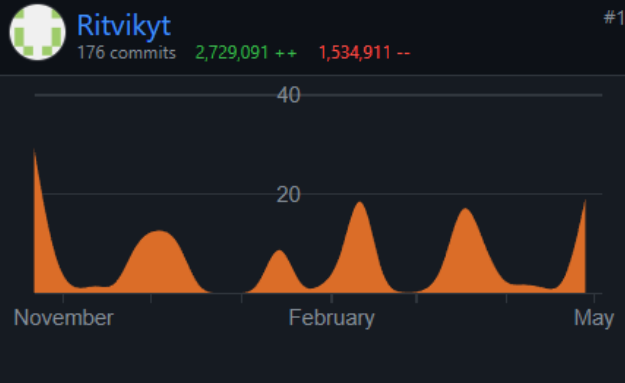 Ritvikyt
#1
176 commits 2,729,091 ++ 1,534,911 --
40
20
November February May